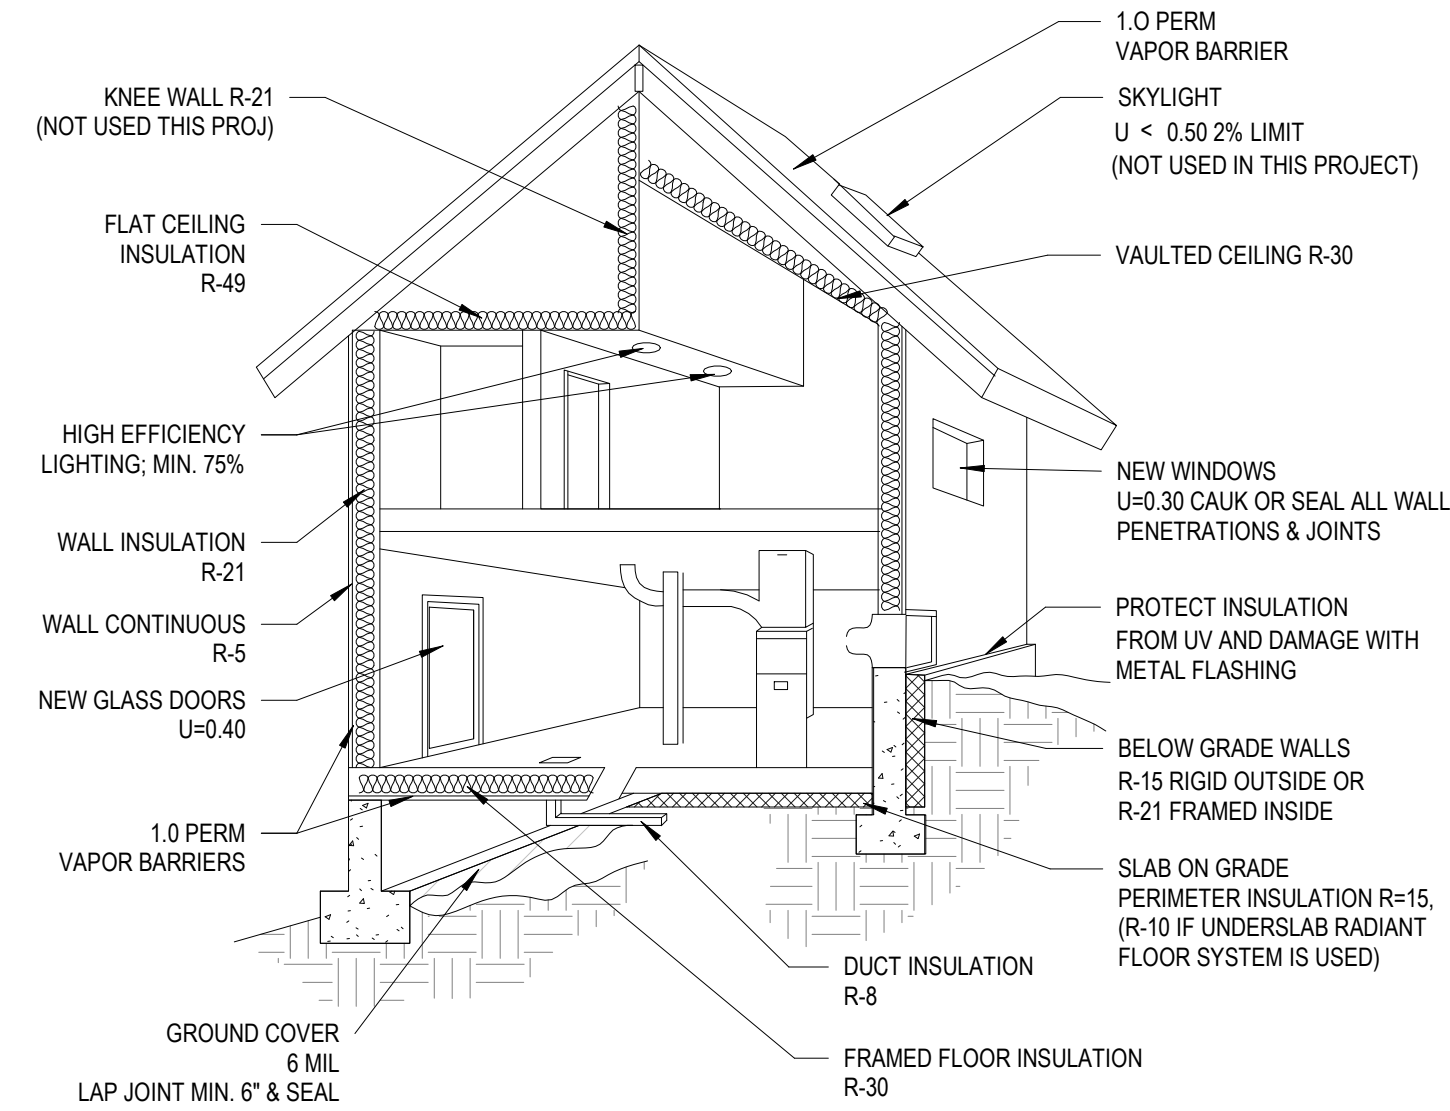 KNEE WALL R-21
(NOT USED THIS PROJ)
FLAT CEILING
INSULATION
R-49
HIGH EFFICIENCY
LIGHTING; MIN. 75%
WALL INSULATION
R-21
WALL CONTINUOUS
R-5
NEW GLASS DOORS
U=0.40
1.0 PERM
VAPOR BARRIERS
GROUND COVER
6 MIL
LAP JOINT MIN. 6" & SEAL
1.O PERM
VAPOR BARRIER
SKYLIGHT
U < 0.50 2% LIMIT
(NOT USED IN THIS PROJECT)
VAULTED CEILING R-30
NEW WINDOWS
U=0.30 CAUK OR SEAL ALL WALL
PENETRATIONS & JOINTS
PROTECT INSULATION
FROM UV AND DAMAGE WITH
METAL FLASHING
BELOW GRADE WALLS
R-15 RIGID OUTSIDE OR
R-21 FRAMED INSIDE
SLAB ON GRADE
PERIMETER INSULATION R=15,
(R-10 IF UNDERSLAB RADIANT
FLOOR SYSTEM IS USED)
DUCT INSULATION
R-8
FRAMED FLOOR INSULATION
R-30